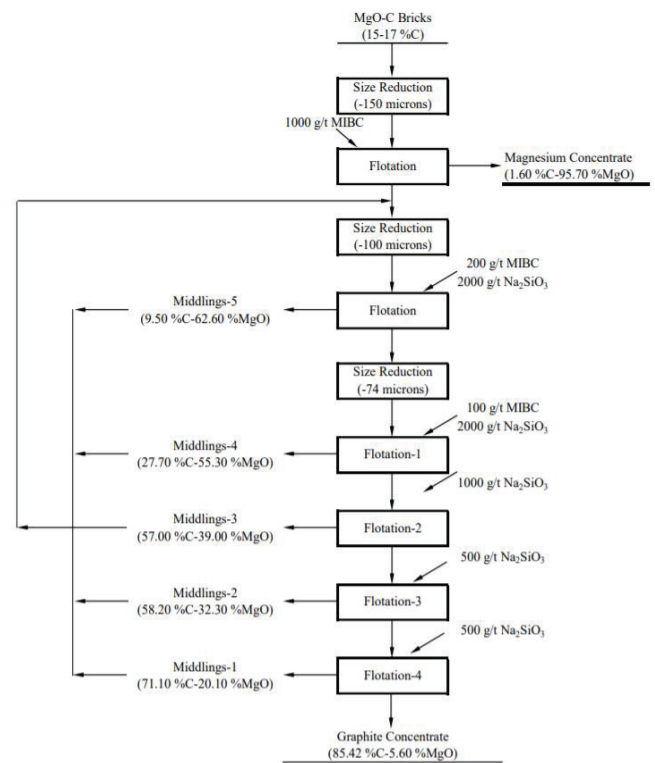 MgO-C Bricks
(15-17 %C)
Size Reduction
(-150 microns)
1000 g/t MIBC
Flotation
Magnesium Concentrate
(1.60 %C-95.70 %MgO)
Size Reduction
(-100 microns)
200 g/t MIBC
2000 g/t Na₂SiO₃
Middlings-5
(9.50 %C-62.60 %MgO)
Flotation
Size Reduction
(-74 microns)
100 g/t MIBC
2000 g/t Na₂SiO₃
Middlings-4
(27.70 %C-55.30 %MgO)
Flotation-1
1000 g/t Na₂SiO₃
Middlings-3
(57.00 %C-39.00 %MgO)
Flotation-2
500 g/t Na₂SiO₃
Middlings-2
(58.20 %C-32.30 %MgO)
Flotation-3
500 g/t Na₂SiO₃
Middlings-1
(71.10 %C-20.10 %MgO)
Flotation-4
Graphite Concentrate
(85.42 %C-5.60 %MgO)